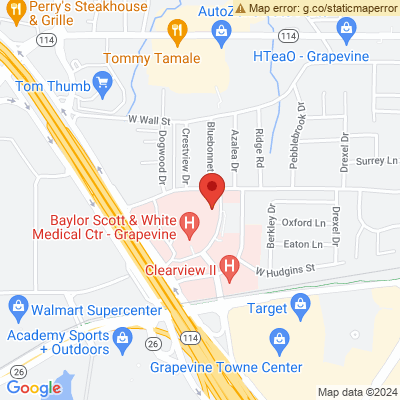 Perry's Steakhouse
& Grille
AutoZ
Map error: g.co/staticmaperror
114
114
Tommy Tamale
HTeaO - Grapevine
Tom Thumb
W Wall St
Dogwood Dr
Crestview Dr
Bluebonnet
Azalea Dr
Ridge Rd
Pebblebrook Dr
Drexel Dr
Surrey Ln
Baylor Scott & White
Medical Ctr - Grapevine
H
Berkley Dr
Oxford Ln
Drexel Dr
Eaton Ln
Clearview II
H
W Hudgins St
Walmart Supercenter
Target
Academy Sports
+ Outdoors
26
114
Grapevine Towne Center
26
Google
Map data ©2024